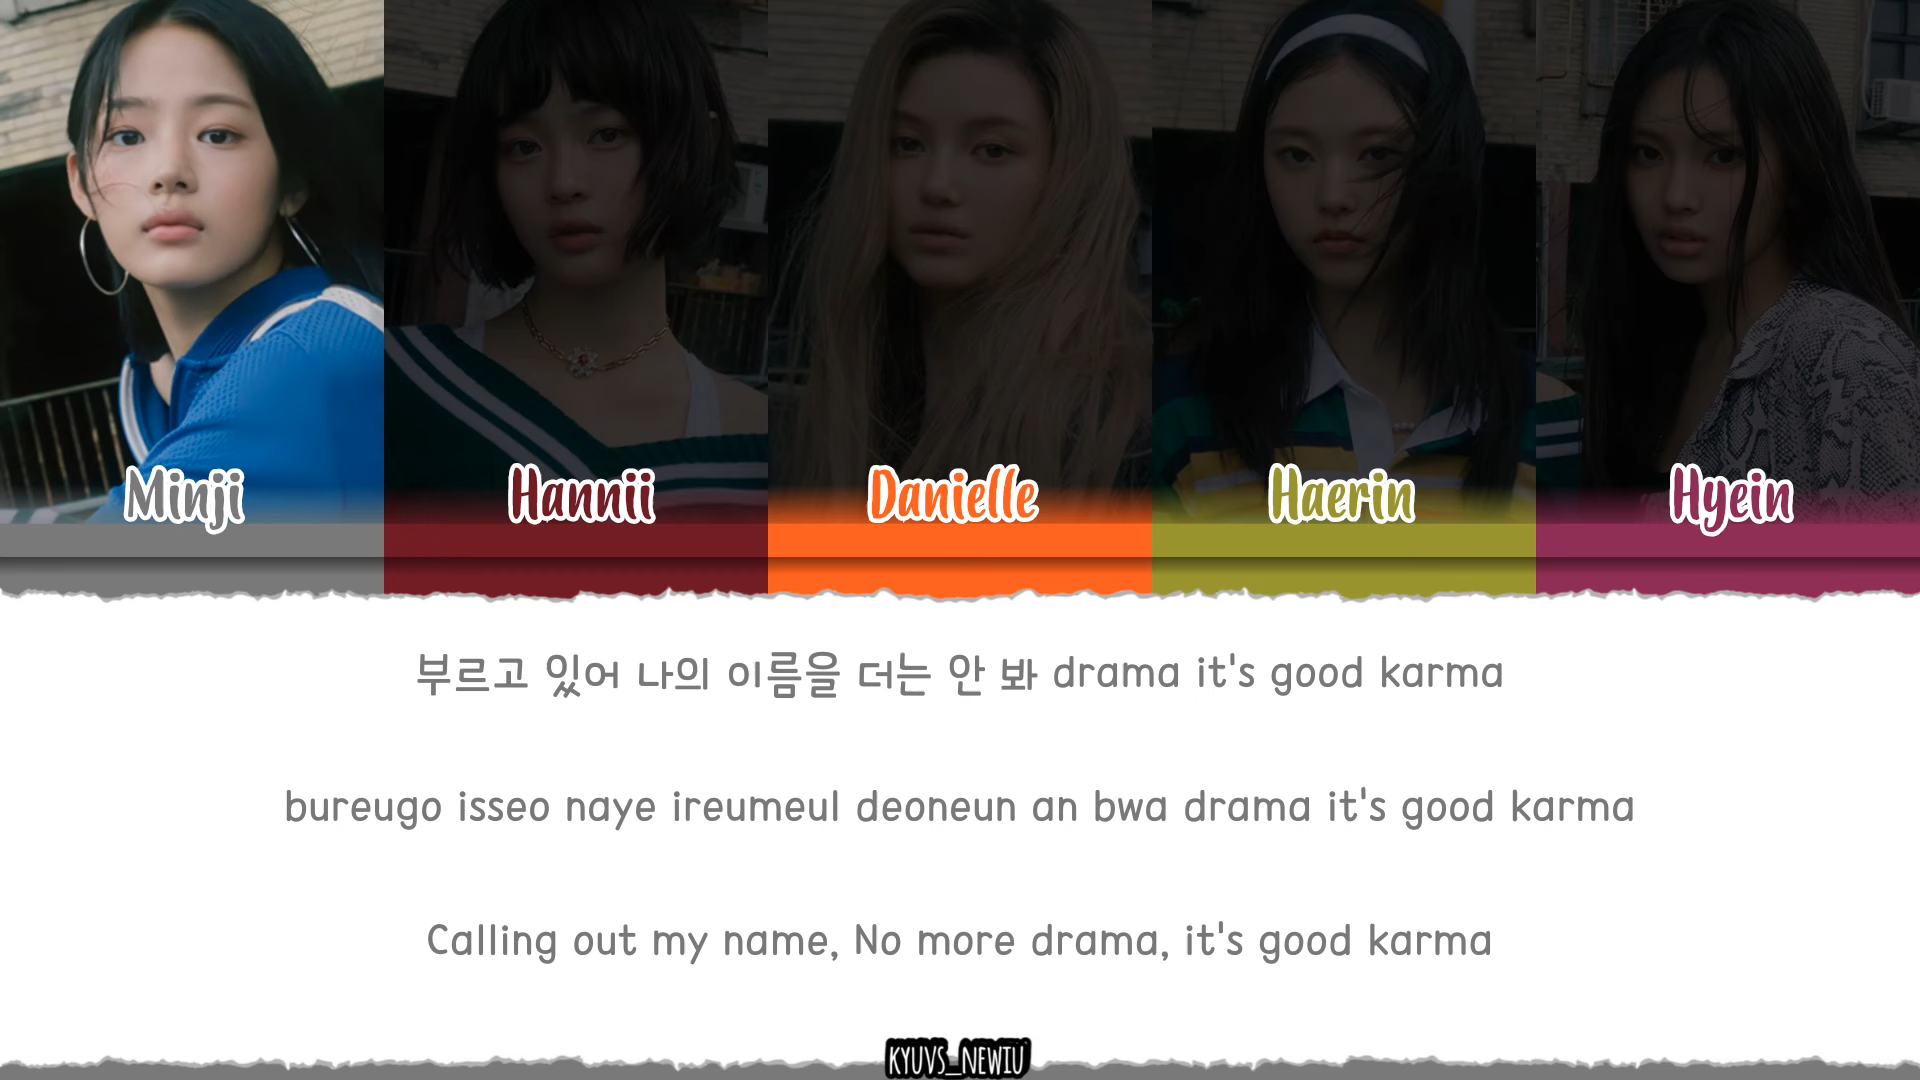 Minji
Hannii
Danielle
Haerin
Hyein
부르고 있어 나의 이름을 더는 안 봐 drama it's good karma
bureugo isseo naye ireumeul deoneun an bwa drama it's good karma
Calling out my name, No more drama, it's good karma
KYUVS_NEWIU